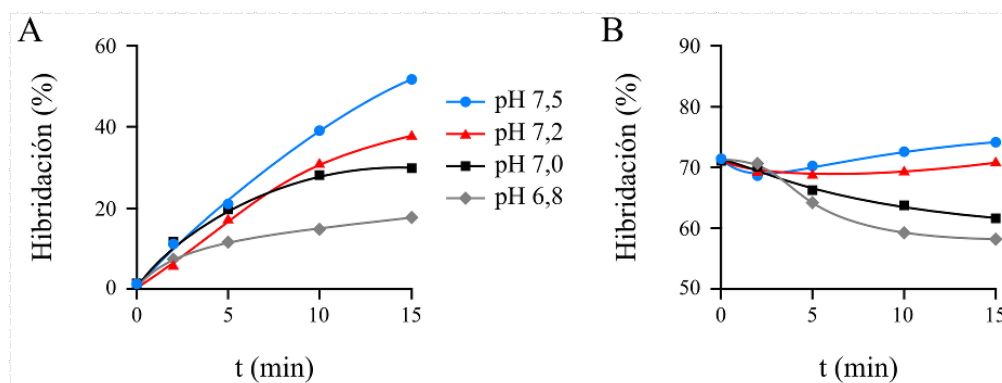 A
Hibridación (%)
60
40
20
0
0 5 10 15
t (min)
pH 7,5
pH 7,2
pH 7,0
pH 6,8
B
Hibridación (%)
90
80
70
60
50
0 5 10 15
t (min)